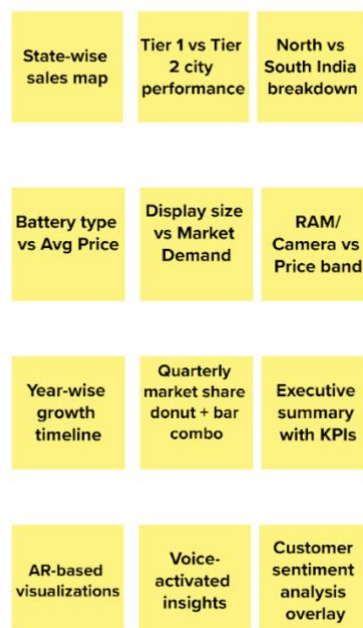 State-wise
sales map
Tier 1 vs Tier
2 city
performance
North vs
South India
breakdown
Battery type
vs Avg Price
Display size
vs Market
Demand
RAM/
Camera vs
Price band
Year-wise
growth
timeline
Quarterly
market share
donut + bar
combo
Executive
summary
with KPIs
AR-based
visualizations
Voice-
activated
insights
Customer
sentiment
analysis
overlay